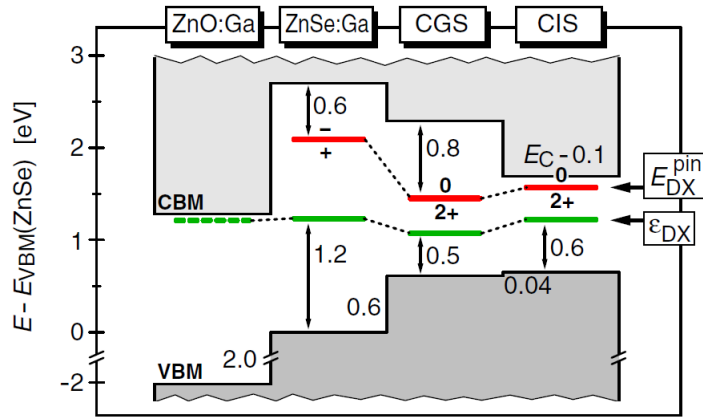 ZnO:Ga ZnSe:Ga CGS CIS
E - E_VBM(ZnSe) [eV]
3
2
1
0
-2
CBM
VBM
2.0
0.6
−
+
1.2
0.6
0.8
0
2+
0.5
E_C - 0.1
0
2+
0.6
0.04
E_DX^pin
ε_DX